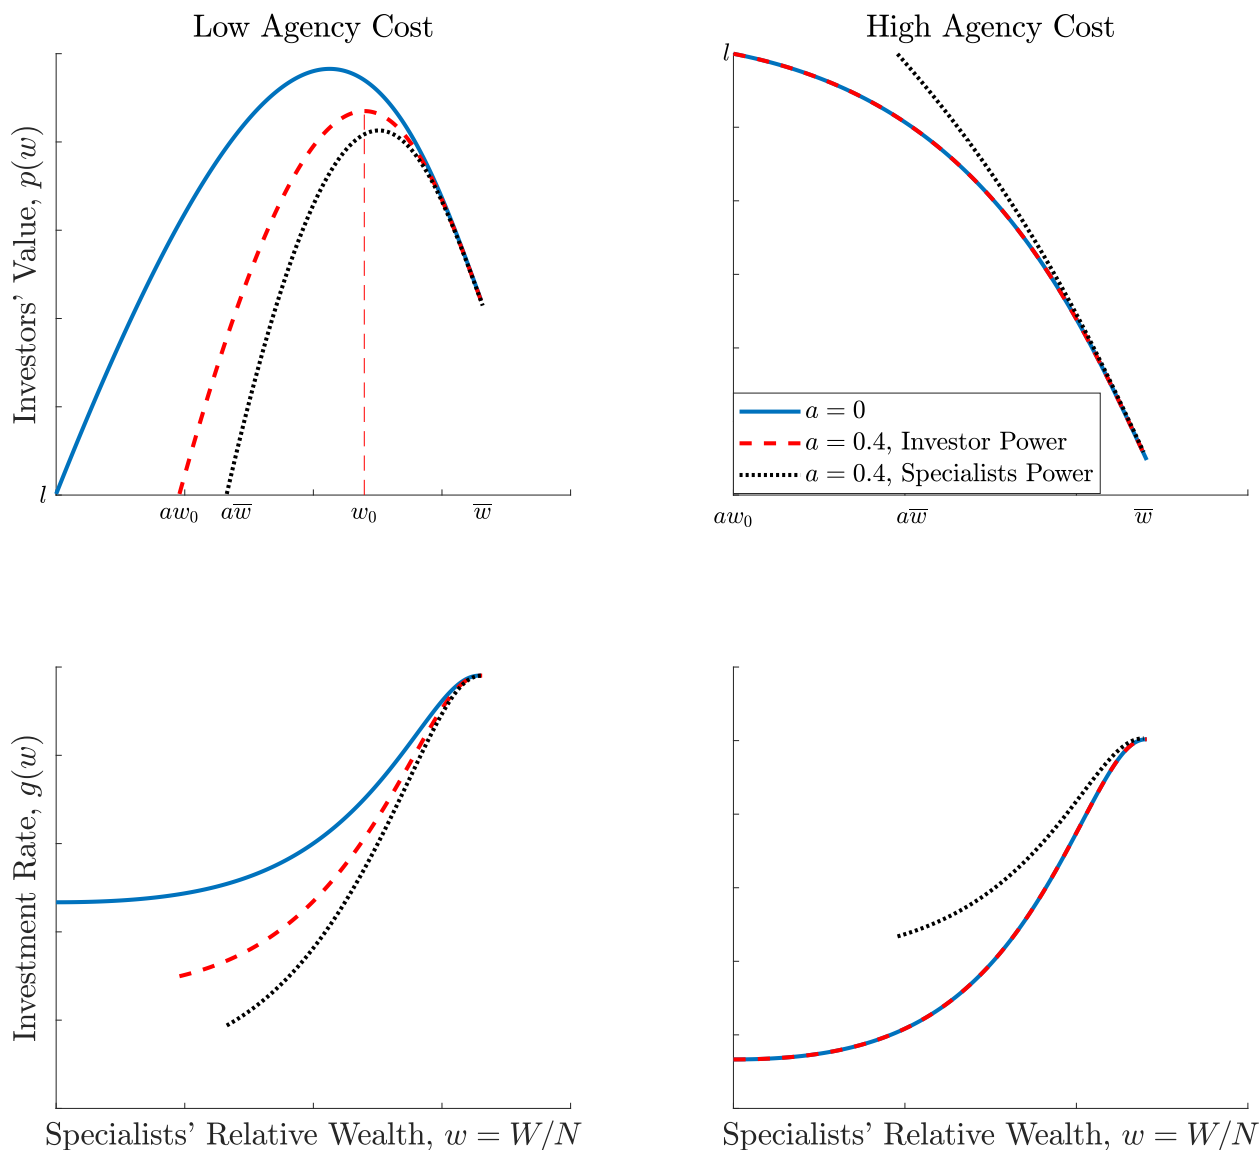 Low Agency Cost
High Agency Cost
Investors' Value, p(w)
l
aw₀
aw̅
w₀
w̅
l
a = 0
a = 0.4, Investor Power
a = 0.4, Specialists Power
aw₀
aw̅
w̅
Investment Rate, g(w)
Specialists' Relative Wealth, w = W/N
Specialists' Relative Wealth, w = W/N